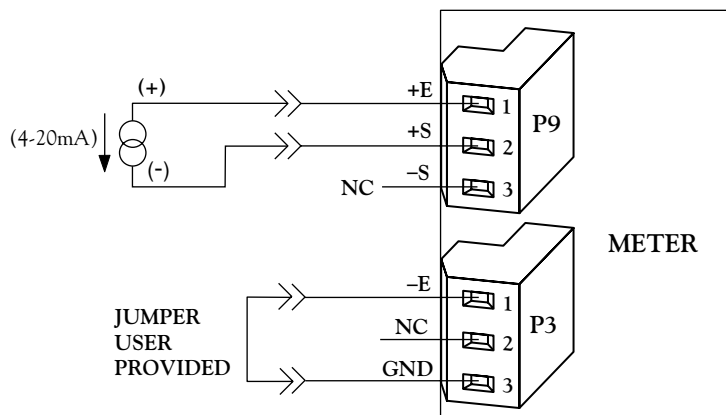 (+)
(4-20mA)
(-)
+E
1
+S
2
–S
NC
3
P9
METER
–E
1
NC
2
GND
3
P3
JUMPER
USER
PROVIDED